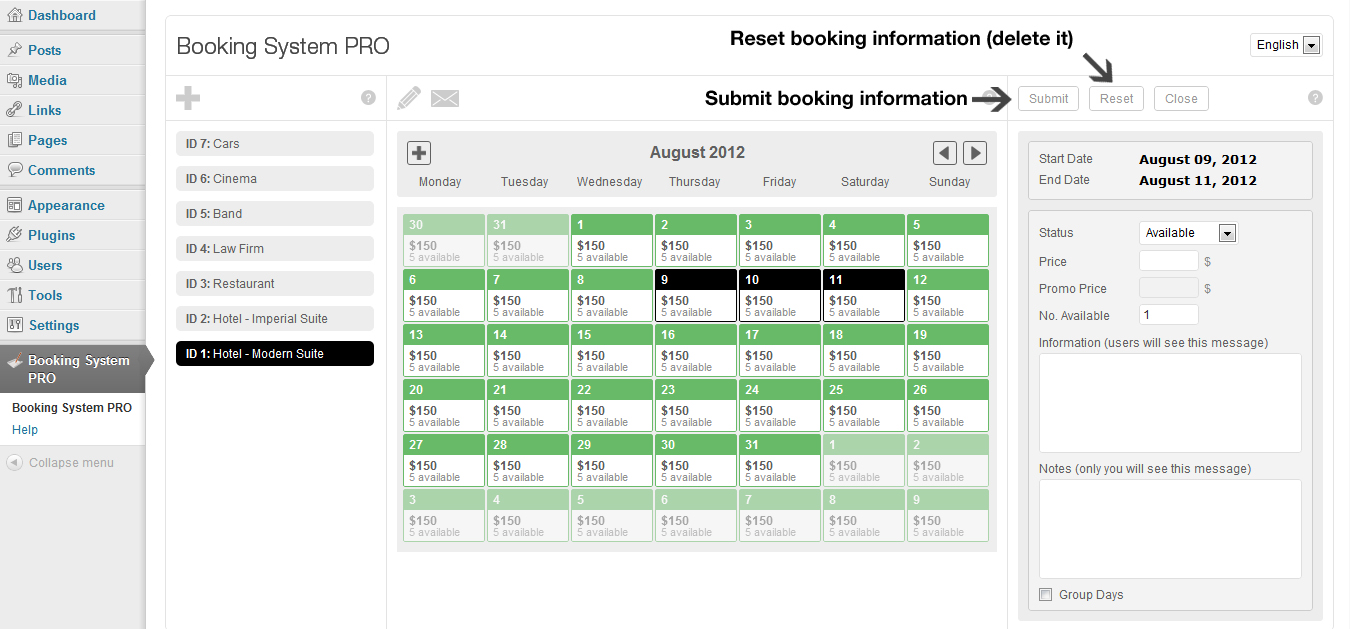 Dashboard
Posts
Media
Links
Pages
Comments
Appearance
Plugins
Users
Tools
Settings
Booking System
PRO
Booking System PRO
Help
Collapse menu
Booking System PRO
Reset booking information (delete it)
English
?
Submit booking information
?
Submit Reset Close
?
ID 7: Cars
ID 6: Cinema
ID 5: Band
ID 4: Law Firm
ID 3: Restaurant
ID 2: Hotel - Imperial Suite
ID 1: Hotel - Modern Suite
August 2012
Monday Tuesday Wednesday Thursday Friday Saturday Sunday
30 31 1 2 3 4 5
$150 $150 $150 $150 $150 $150 $150
5 available 5 available 5 available 5 available 5 available 5 available 5 available
6 7 8 9 10 11 12
$150 $150 $150 $150 $150 $150 $150
5 available 5 available 5 available 5 available 5 available 5 available 5 available
13 14 15 16 17 18 19
$150 $150 $150 $150 $150 $150 $150
5 available 5 available 5 available 5 available 5 available 5 available 5 available
20 21 22 23 24 25 26
$150 $150 $150 $150 $150 $150 $150
5 available 5 available 5 available 5 available 5 available 5 available 5 available
27 28 29 30 31 1 2
$150 $150 $150 $150 $150 $150 $150
5 available 5 available 5 available 5 available 5 available 5 available 5 available
3 4 5 6 7 8 9
$150 $150 $150 $150 $150 $150 $150
5 available 5 available 5 available 5 available 5 available 5 available 5 available
Start Date August 09, 2012
End Date August 11, 2012
Status Available
Price $
Promo Price $
No. Available 1
Information (users will see this message)
Notes (only you will see this message)
Group Days